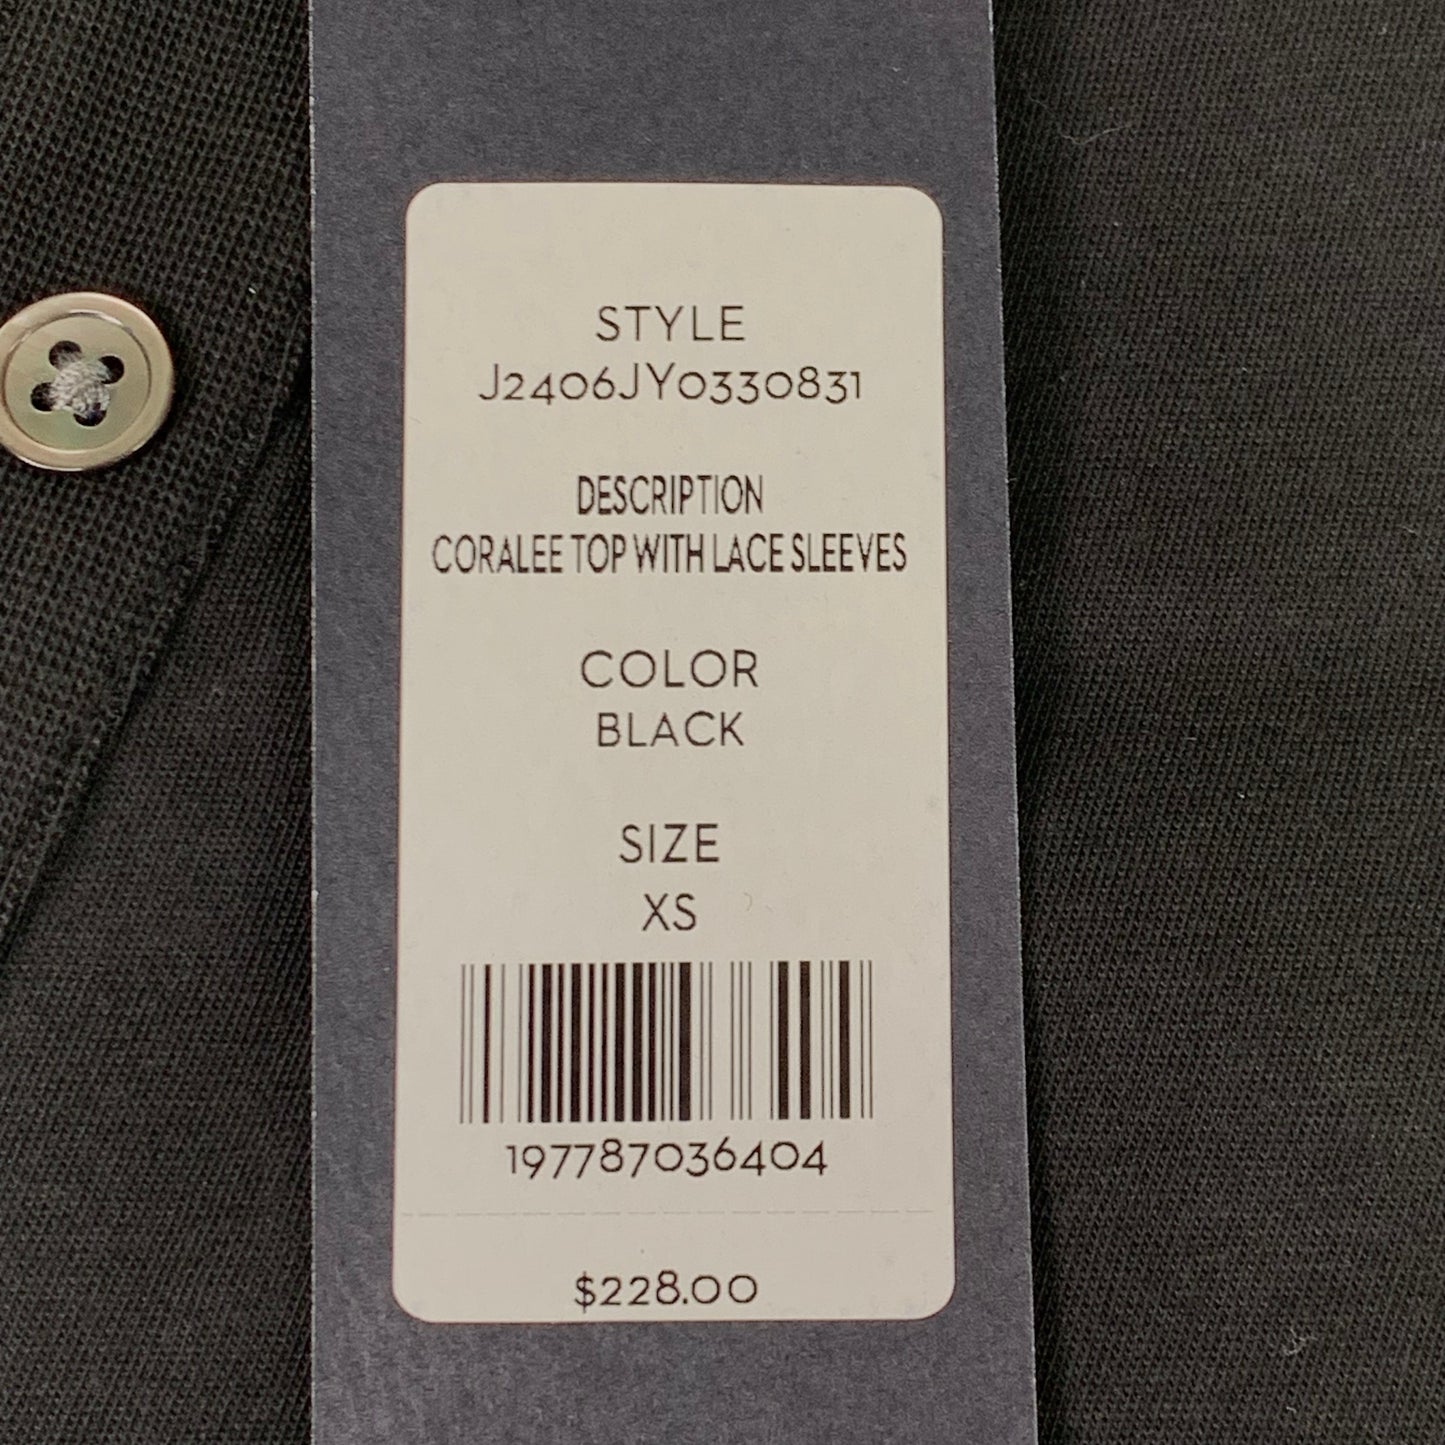 STYLE
J2406JY0330831
DESCRIPTION
CORALEE TOP WITH LACE SLEEVES
COLOR
BLACK
SIZE
XS
197787036404
$228.00